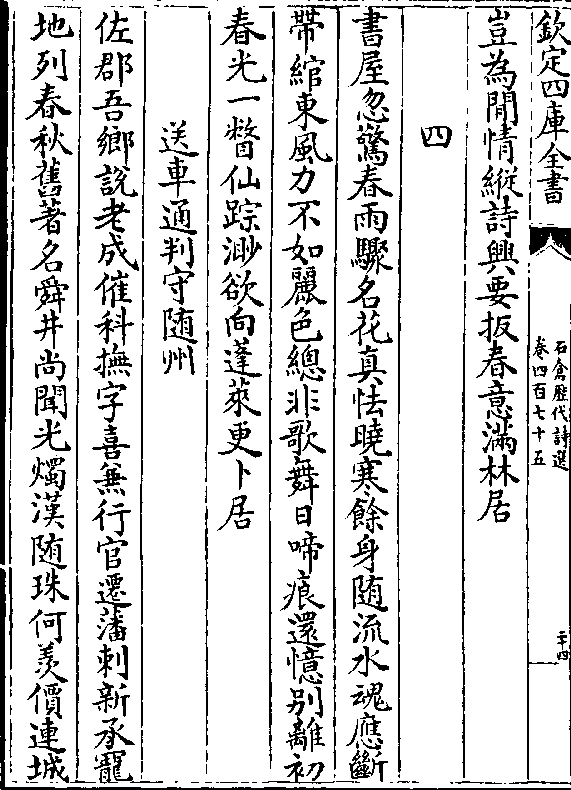 欽定四庫全書
石倉歴代詩選
卷四百七十五
二十四
豈為閒情縱詩興要扳春意滿林居
四
書屋忽驚春雨驟名花真怯曉寒餘身随流水魂應斷
帶綰東風力不如麗色總非歌舞日啼痕還憶别離初
春光一瞥仙踪渺欲向蓬萊更卜居
送車通判守随州
佐郡吾鄉說老成催科撫字喜兼行官遷藩刺新承寵
地列春秋舊著名舜井尚聞光燭漢随珠何羨價連城